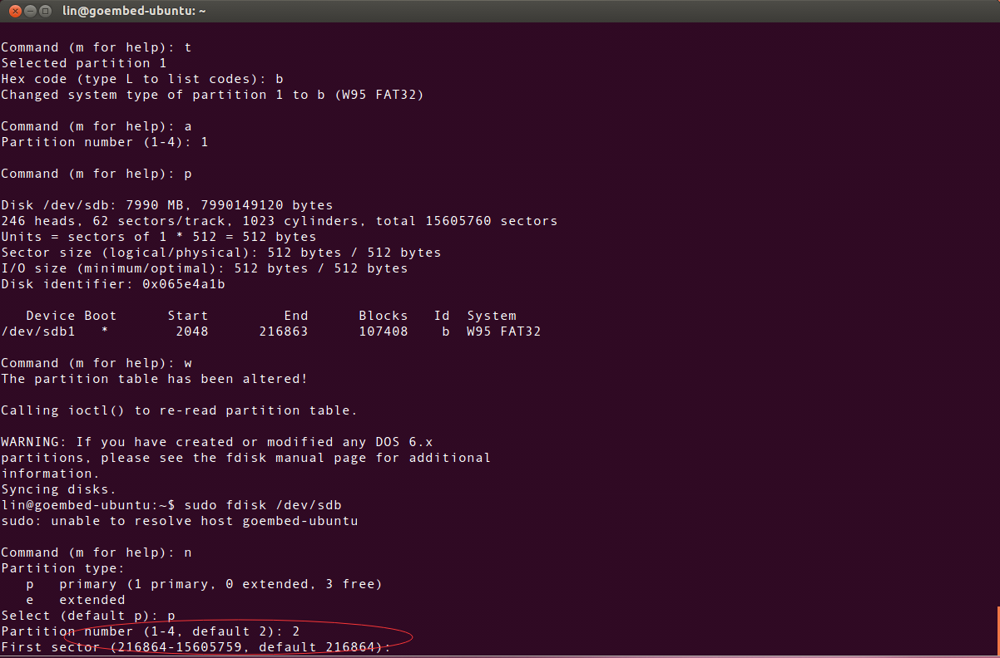 lin@goembed-ubuntu: ~
Command (m for help): t
Selected partition 1
Hex code (type L to list codes): b
Changed system type of partition 1 to b (W95 FAT32)
Command (m for help): a
Partition number (1-4): 1
Command (m for help): p
Disk /dev/sdb: 7990 MB, 7990149120 bytes
246 heads, 62 sectors/track, 1023 cylinders, total 15605760 sectors
Units = sectors of 1 * 512 = 512 bytes
Sector size (logical/physical): 512 bytes / 512 bytes
I/O size (minimum/optimal): 512 bytes / 512 bytes
Disk identifier: 0x065e4a1b
Device Boot Start End Blocks Id System
/dev/sdb1 * 2048 216863 107408 b W95 FAT32
Command (m for help): w
The partition table has been altered!
Calling ioctl() to re-read partition table.
WARNING: If you have created or modified any DOS 6.x
partitions, please see the fdisk manual page for additional
information.
Syncing disks.
lin@goembed-ubuntu:~$ sudo fdisk /dev/sdb
sudo: unable to resolve host goembed-ubuntu
Command (m for help): n
Partition type:
p primary (1 primary, 0 extended, 3 free)
e extended
Select (default p): p
Partition number (1-4, default 2): 2
First sector (216864-15605759, default 216864):